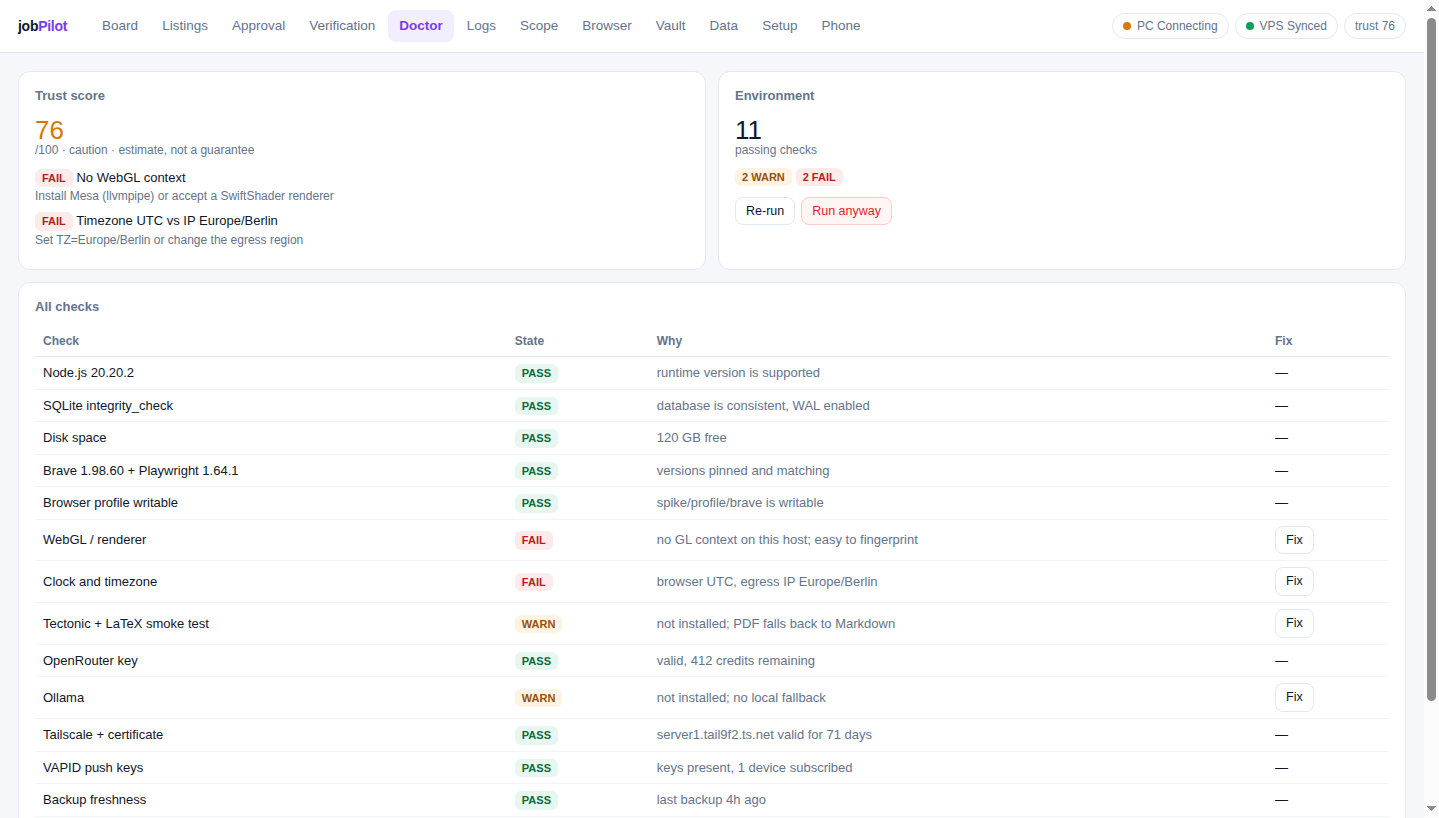 jobPilot Board Listings Approval Verification Doctor Logs Scope Browser Vault Data Setup Phone PC Connecting VPS Synced trust 76
Trust score
76
/100 · caution · estimate, not a guarantee
FAIL No WebGL context
Install Mesa (llvmpipe) or accept a SwiftShader renderer
FAIL Timezone UTC vs IP Europe/Berlin
Set TZ=Europe/Berlin or change the egress region
Environment
11
passing checks
2 WARN 2 FAIL
Re-run Run anyway
All checks
Check State Why Fix
Node.js 20.20.2 PASS runtime version is supported —
SQLite integrity_check PASS database is consistent, WAL enabled —
Disk space PASS 120 GB free —
Brave 1.98.60 + Playwright 1.64.1 PASS versions pinned and matching —
Browser profile writable PASS spike/profile/brave is writable —
WebGL / renderer FAIL no GL context on this host; easy to fingerprint Fix
Clock and timezone FAIL browser UTC, egress IP Europe/Berlin Fix
Tectonic + LaTeX smoke test WARN not installed; PDF falls back to Markdown Fix
OpenRouter key PASS valid, 412 credits remaining —
Ollama WARN not installed; no local fallback Fix
Tailscale + certificate PASS server1.tail9f2.ts.net valid for 71 days —
VAPID push keys PASS keys present, 1 device subscribed —
Backup freshness PASS last backup 4h ago —